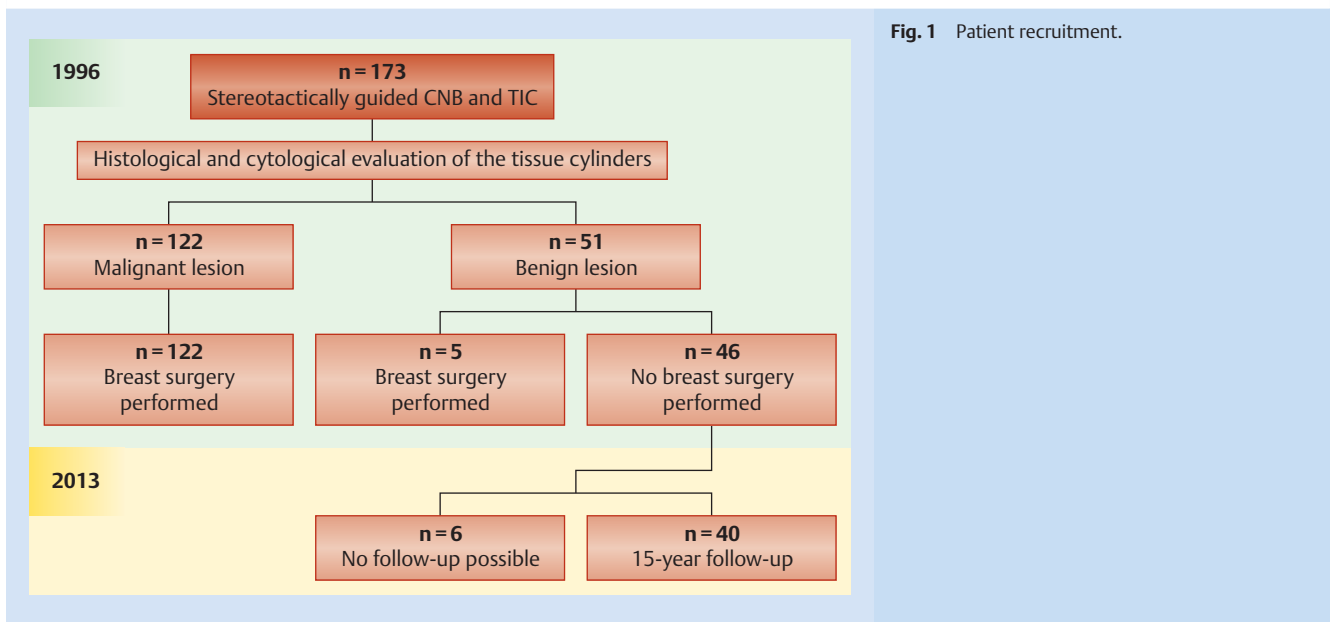 Fig. 1 Patient recruitment.
1996
n = 173
Stereotactically guided CNB and TIC
Histological and cytological evaluation of the tissue cylinders
n = 122
Malignant lesion
n = 51
Benign lesion
n = 122
Breast surgery
performed
n = 5
Breast surgery
performed
n = 46
No breast surgery
performed
2013
n = 6
No follow-up possible
n = 40
15-year follow-up